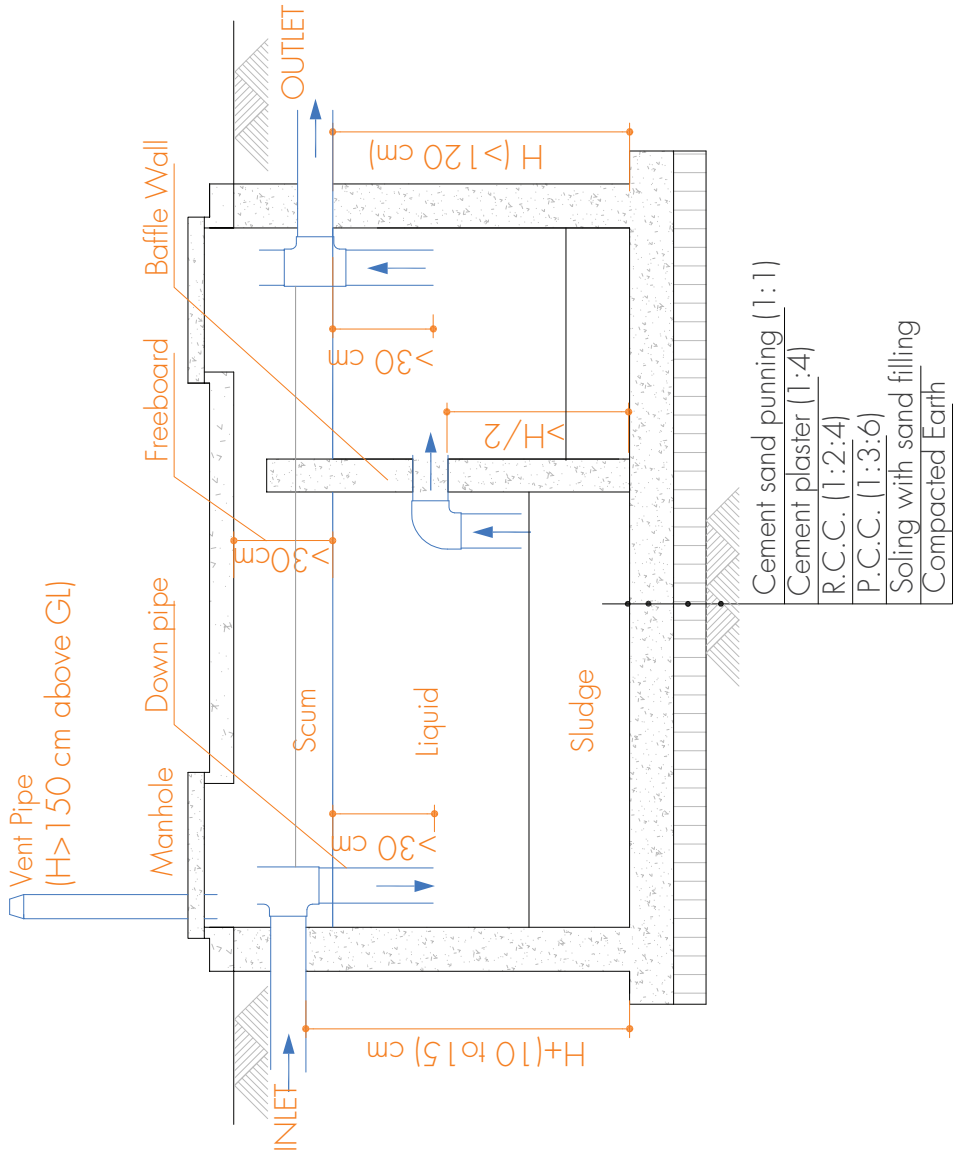 Vent Pipe
(H>150 cm above GL)
Manhole
Down pipe
Freeboard
Baffle Wall
OUTLET
INLET
>30cm
Scum
Liquid
Sludge
>30 cm
>30 cm
>H/2
H (>120 cm)
H+(10 to15) cm
Cement sand punning (1:1)
Cement plaster (1:4)
R.C.C. (1:2:4)
P.C.C. (1:3:6)
Soling with sand filling
Compacted Earth